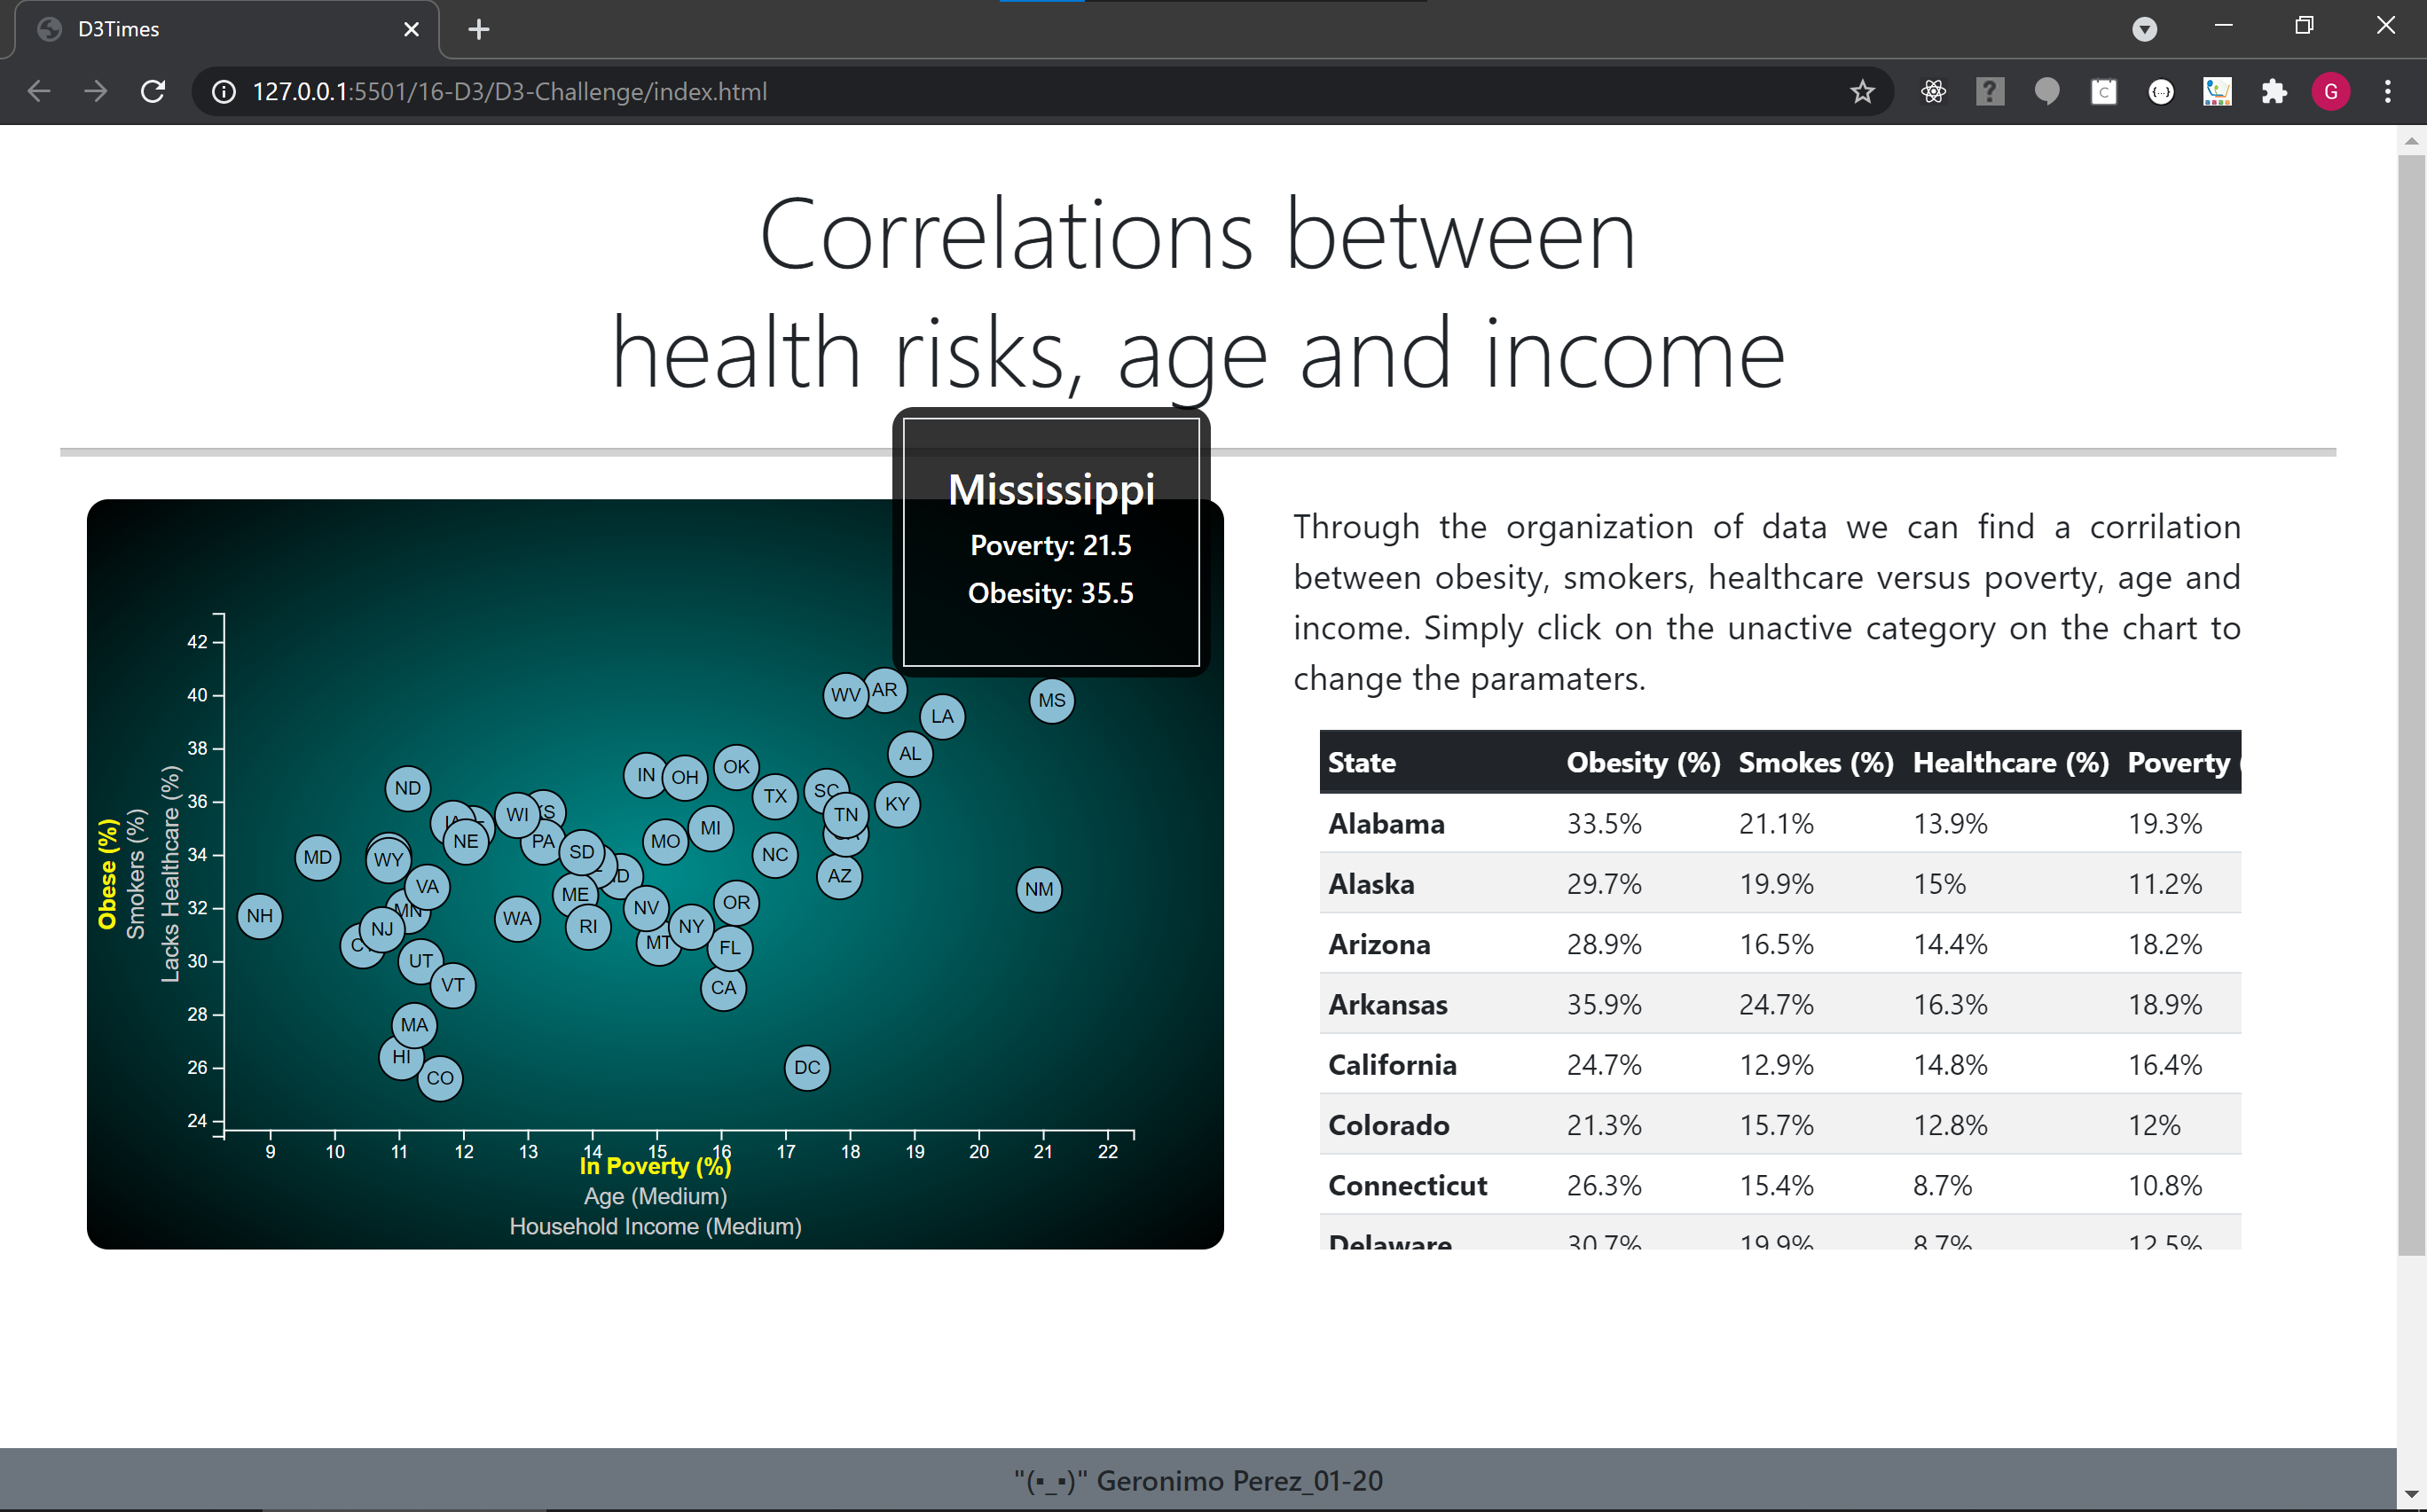 D3Times
127.0.0.1:5501/16-D3/D3-Challenge/index.html
G
Correlations between
health risks, age and income
Mississippi
Poverty: 21.5
Obesity: 35.5
42
40
38
36
34
32
30
28
26
24
Obese (%)
Smokers (%)
Lacks Healthcare (%)
WV AR MS
LA
AL
IN OH OK
ND TX SC KY
WI TN
NE PA MO MI
MD WY SD NC
VA ME AZ NM
NH NJ MN WA RI NV OR
NY MT FL
UT
VT CA
MA
HI
CO DC
9 10 11 12 13 14 15 16 17 18 19 20 21 22
In Poverty (%)
Age (Medium)
Household Income (Medium)
Through the organization of data we can find a corrilation
between obesity, smokers, healthcare versus poverty, age and
income. Simply click on the unactive category on the chart to
change the paramaters.
State Obesity (%) Smokes (%) Healthcare (%) Poverty (
Alabama 33.5% 21.1% 13.9% 19.3%
Alaska 29.7% 19.9% 15% 11.2%
Arizona 28.9% 16.5% 14.4% 18.2%
Arkansas 35.9% 24.7% 16.3% 18.9%
California 24.7% 12.9% 14.8% 16.4%
Colorado 21.3% 15.7% 12.8% 12%
Connecticut 26.3% 15.4% 8.7% 10.8%
Delaware 30.7% 19.9% 8.7% 12.5%
"(▪_▪)" Geronimo Perez_01-20